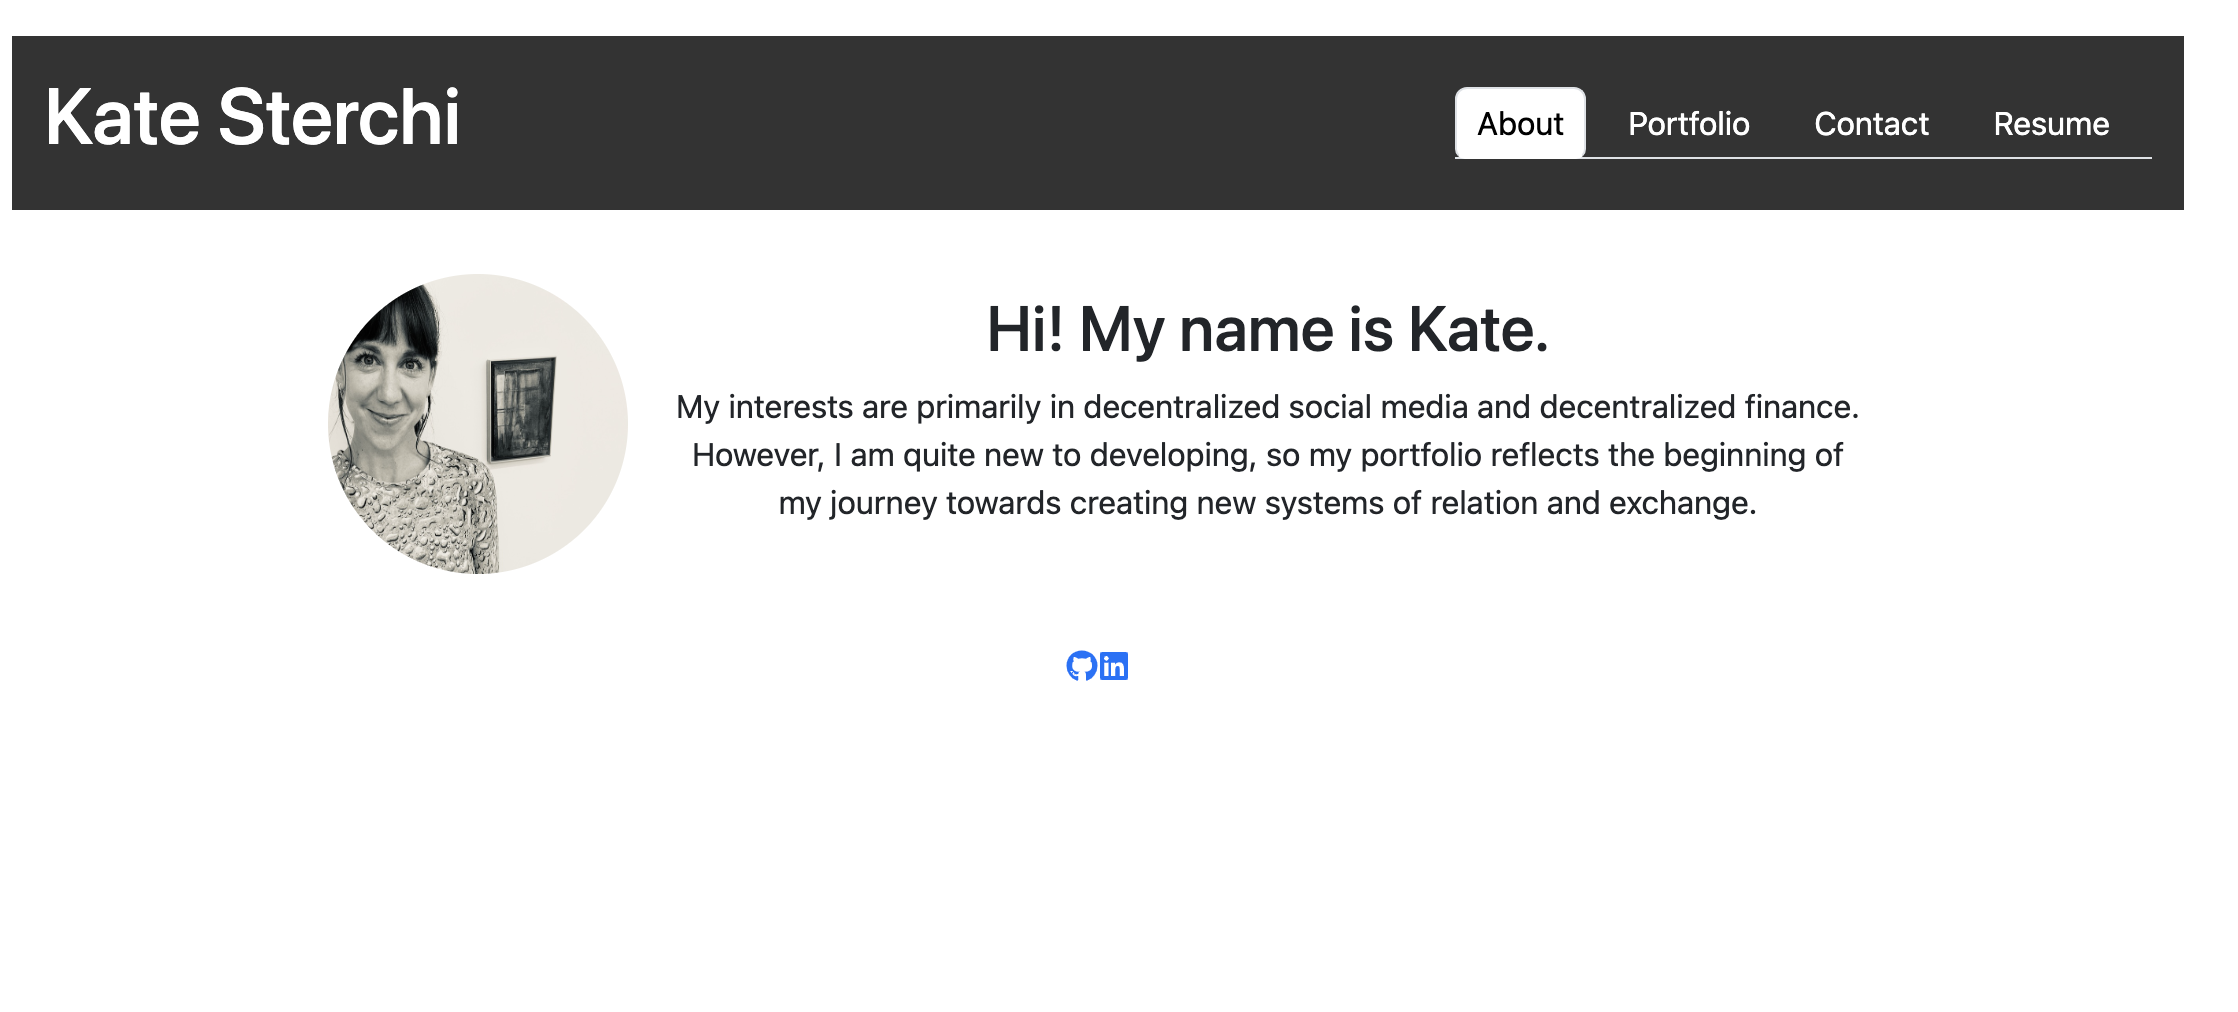 Kate Sterchi
About Portfolio Contact Resume
Hi! My name is Kate.
My interests are primarily in decentralized social media and decentralized finance.
However, I am quite new to developing, so my portfolio reflects the beginning of
my journey towards creating new systems of relation and exchange.
in